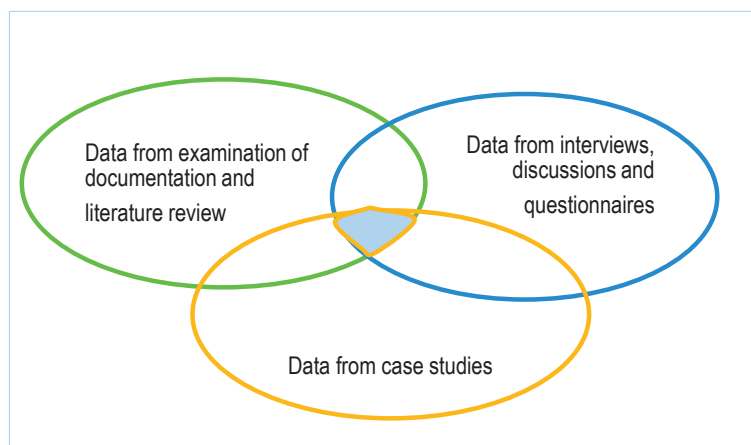 Data from examination of
documentation and
literature review
Data from interviews,
discussions and
questionnaires
Data from case studies